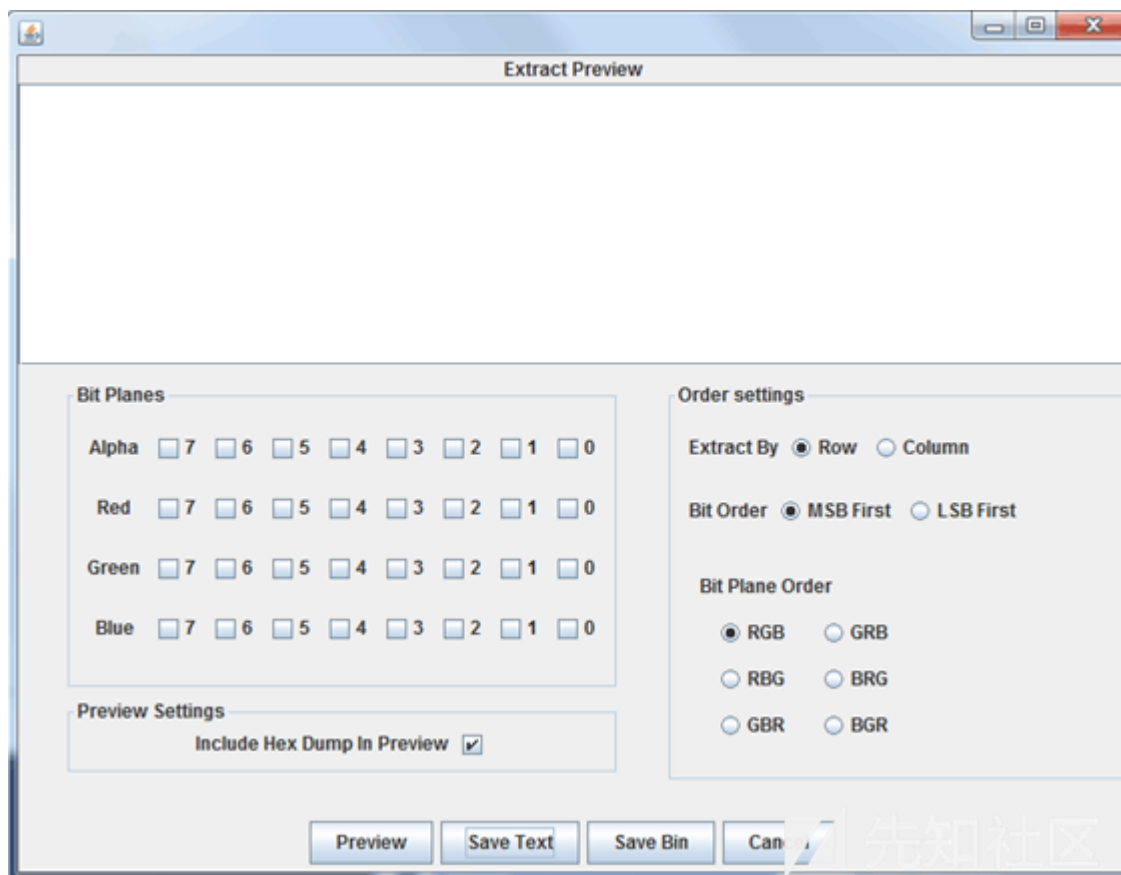 Extract Preview
Bit Planes
Alpha 7 6 5 4 3 2 1 0
Red 7 6 5 4 3 2 1 0
Green 7 6 5 4 3 2 1 0
Blue 7 6 5 4 3 2 1 0
Preview Settings
Include Hex Dump In Preview
Order settings
Extract By Row Column
Bit Order MSB First LSB First
Bit Plane Order
RGB GRB
RBG BRG
GBR BGR
Preview Save Text Save Bin Cancel
先知社区